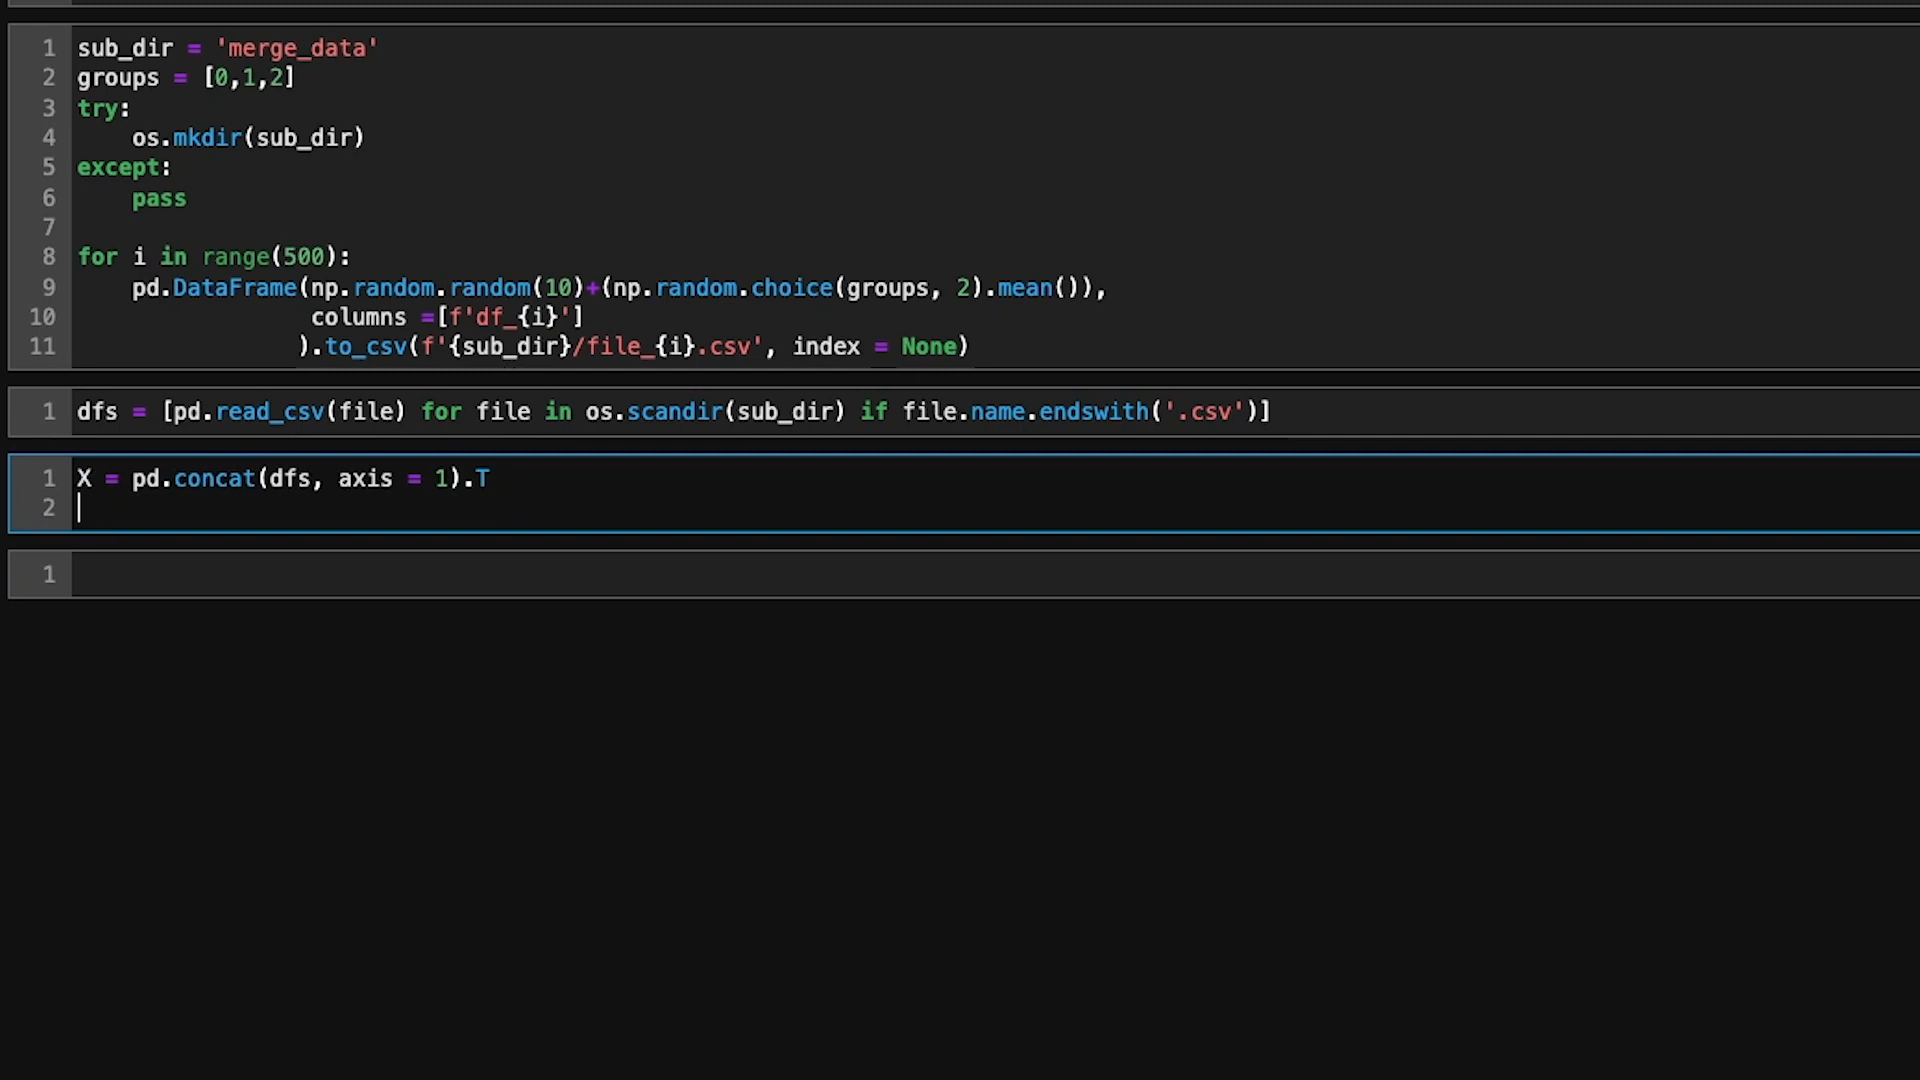 1 sub_dir = 'merge_data'
2 groups = [0,1,2]
3 try:
4     os.mkdir(sub_dir)
5 except:
6     pass
7
8 for i in range(500):
9     pd.DataFrame(np.random.random(10)+(np.random.choice(groups, 2).mean()),
10                  columns =[f'df_{i}']
11                 ).to_csv(f'{sub_dir}/file_{i}.csv', index = None)
1 dfs = [pd.read_csv(file) for file in os.scandir(sub_dir) if file.name.endswith('.csv')]
1 X = pd.concat(dfs, axis = 1).T
2
1